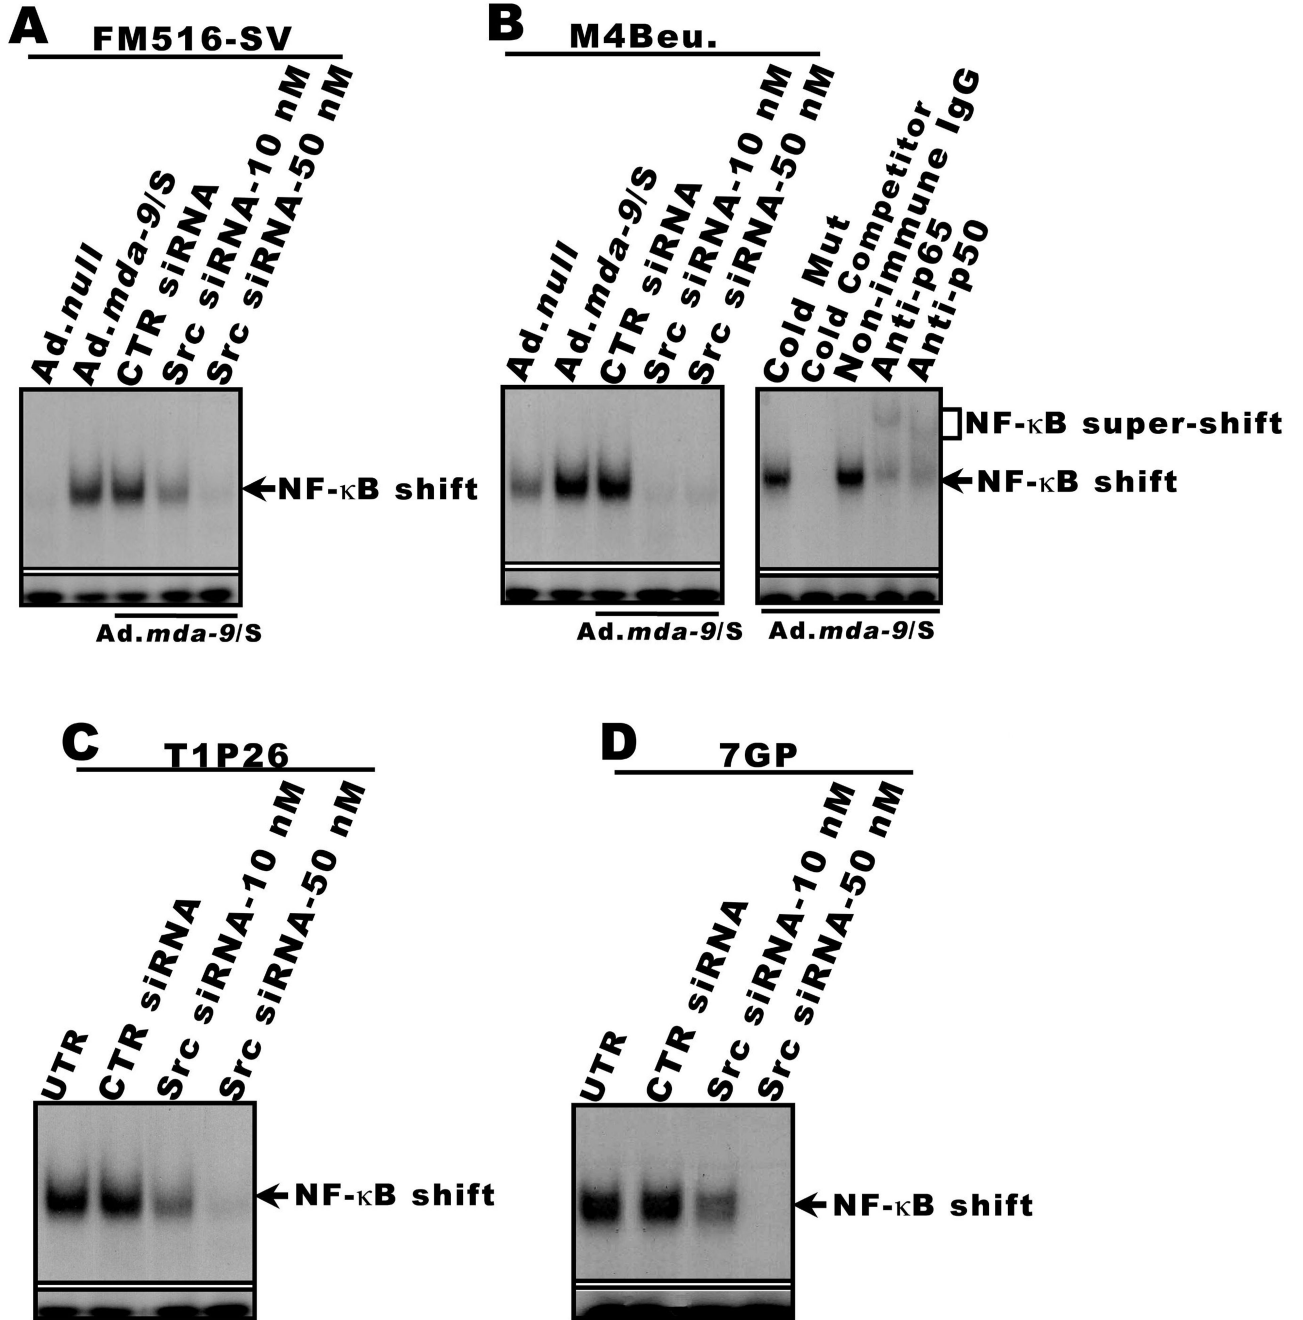 A
FM516-SV
Ad.null
Ad.mda-9/S
CTR siRNA
Src siRNA-10 nM
Src siRNA-50 nM
NF-κB shift
Ad.mda-9/S
B
M4Beu.
Ad.null
Ad.mda-9/S
CTR siRNA
Src siRNA-10 nM
Src siRNA-50 nM
Ad.mda-9/S
Cold Mut
Cold Competitor
Non-immune IgG
Anti-p65
Anti-p50
NF-κB super-shift
NF-κB shift
Ad.mda-9/S
C
T1P26
UTR
CTR siRNA
Src siRNA-10 nM
Src siRNA-50 nM
NF-κB shift
D
7GP
UTR
CTR siRNA
Src siRNA-10 nM
Src siRNA-50 nM
NF-κB shift